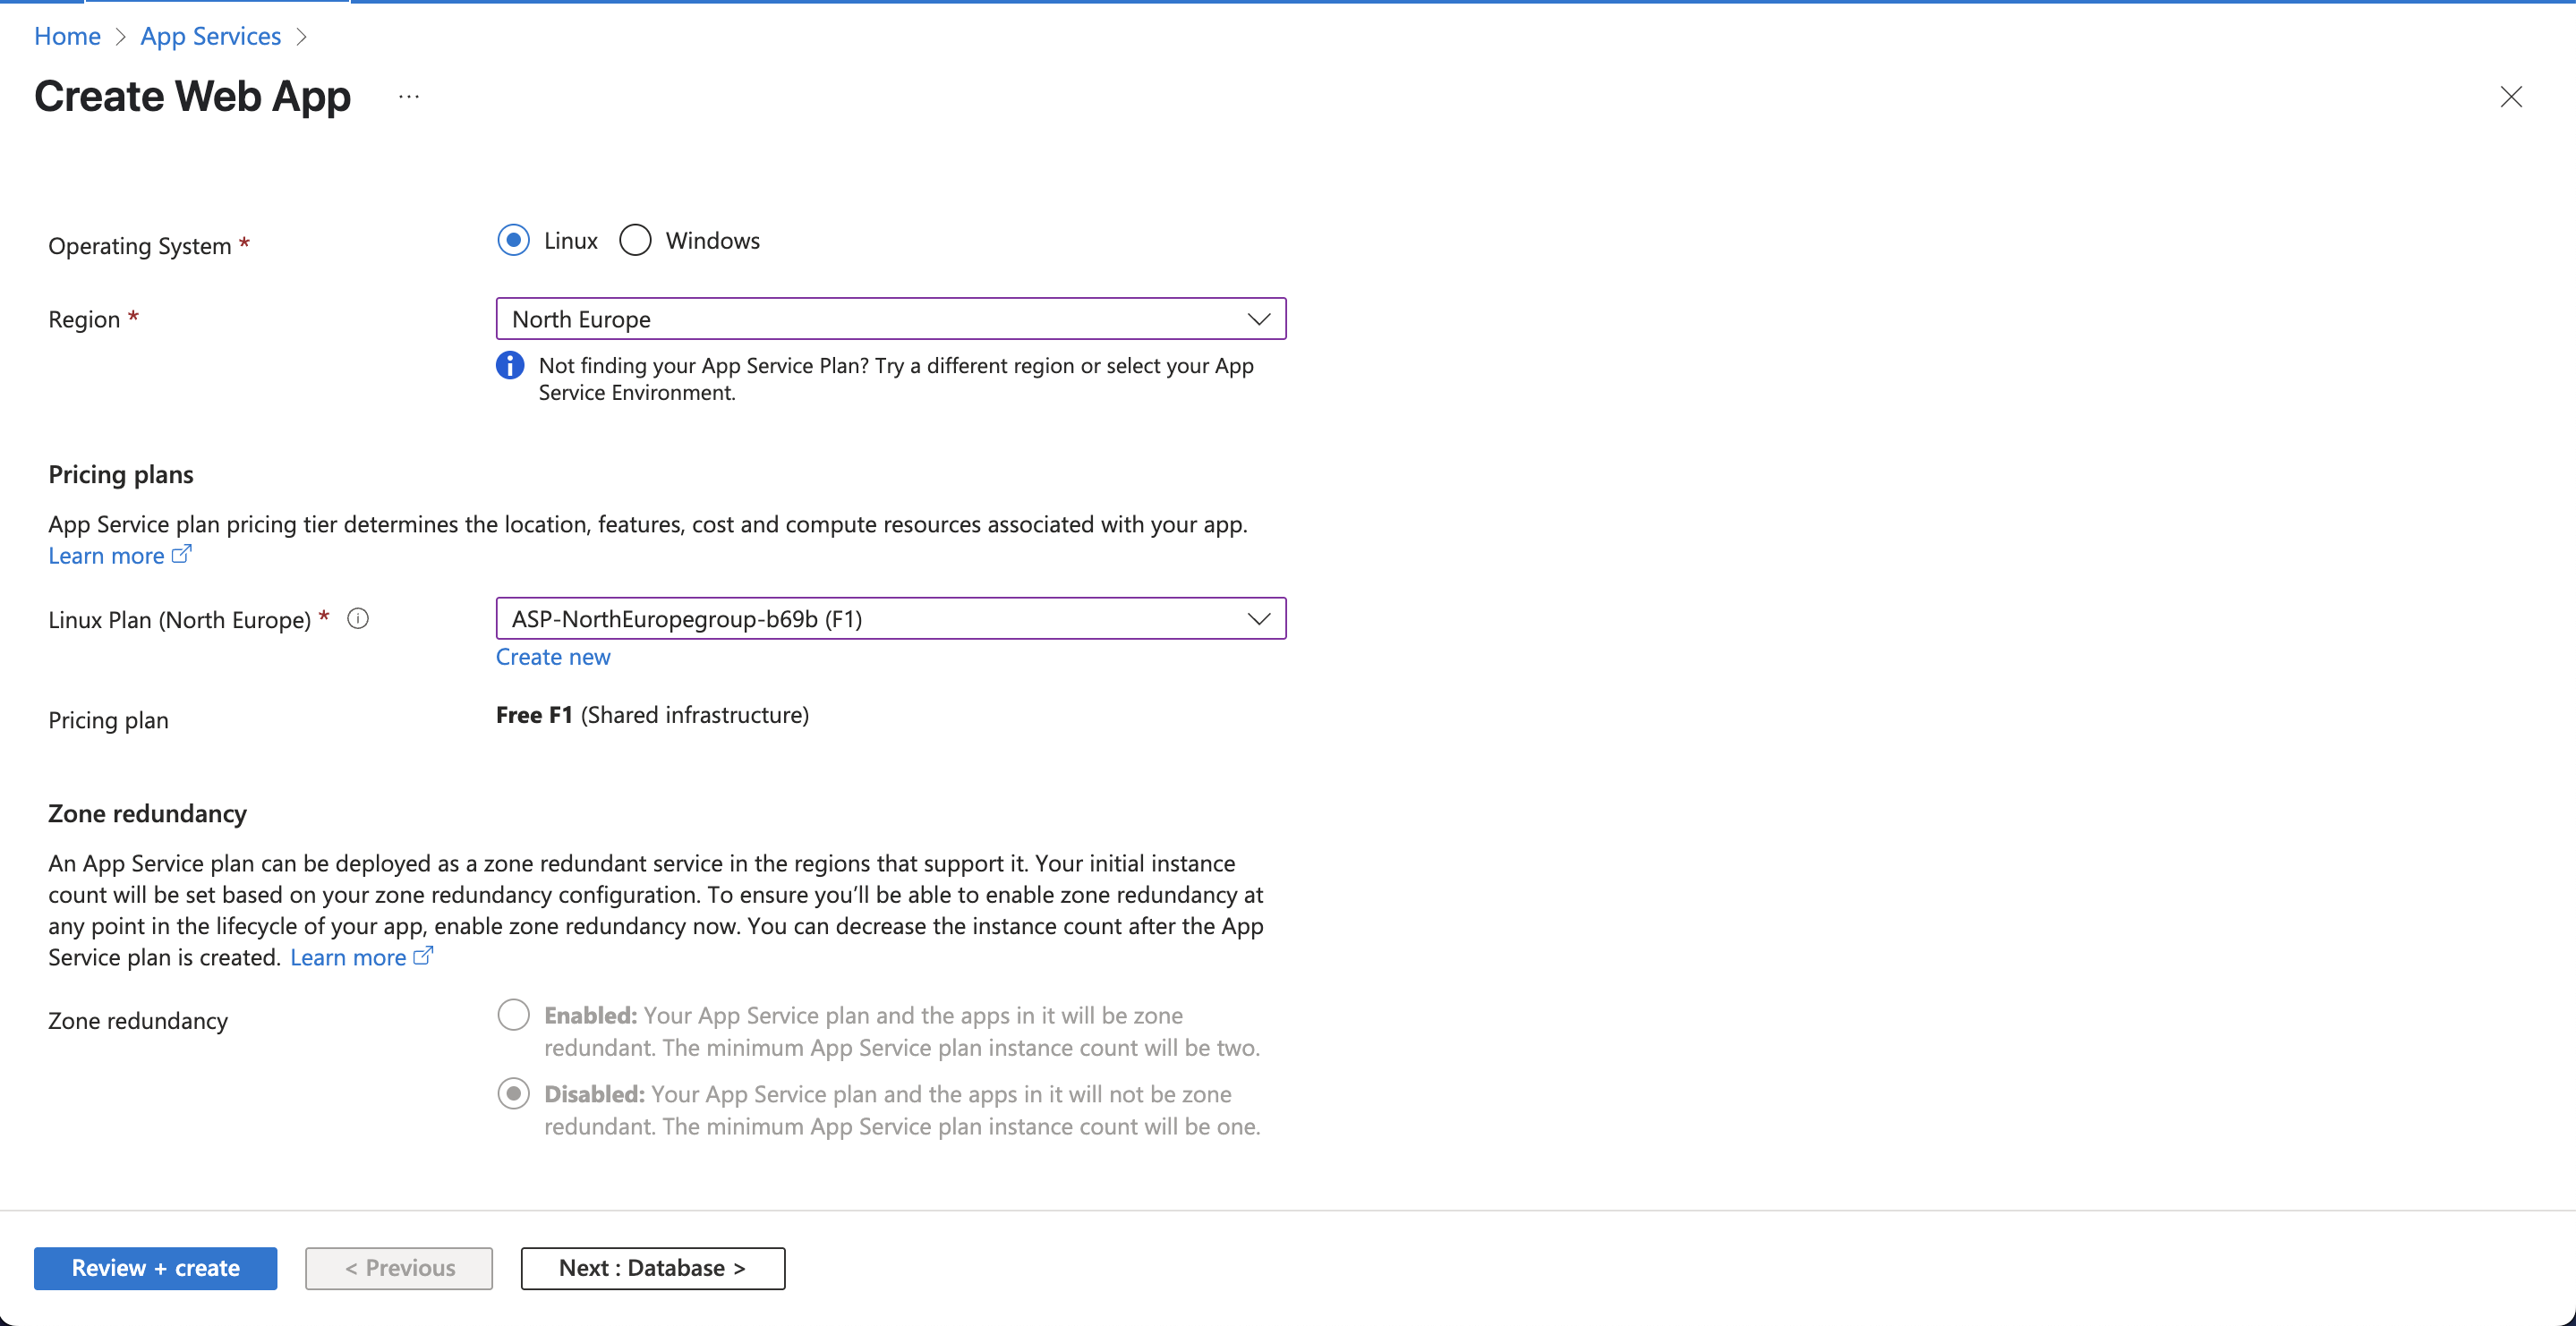 Home > App Services >
Create Web App ...
Operating System * Linux Windows
Region * North Europe
Not finding your App Service Plan? Try a different region or select your App
Service Environment.
Pricing plans
App Service plan pricing tier determines the location, features, cost and compute resources associated with your app.
Learn more
Linux Plan (North Europe) * ASP-NorthEuropegroup-b69b (F1)
Create new
Pricing plan Free F1 (Shared infrastructure)
Zone redundancy
An App Service plan can be deployed as a zone redundant service in the regions that support it. Your initial instance
count will be set based on your zone redundancy configuration. To ensure you’ll be able to enable zone redundancy at
any point in the lifecycle of your app, enable zone redundancy now. You can decrease the instance count after the App
Service plan is created. Learn more
Zone redundancy Enabled: Your App Service plan and the apps in it will be zone
redundant. The minimum App Service plan instance count will be two.
Disabled: Your App Service plan and the apps in it will not be zone
redundant. The minimum App Service plan instance count will be one.
Review + create < Previous Next : Database >